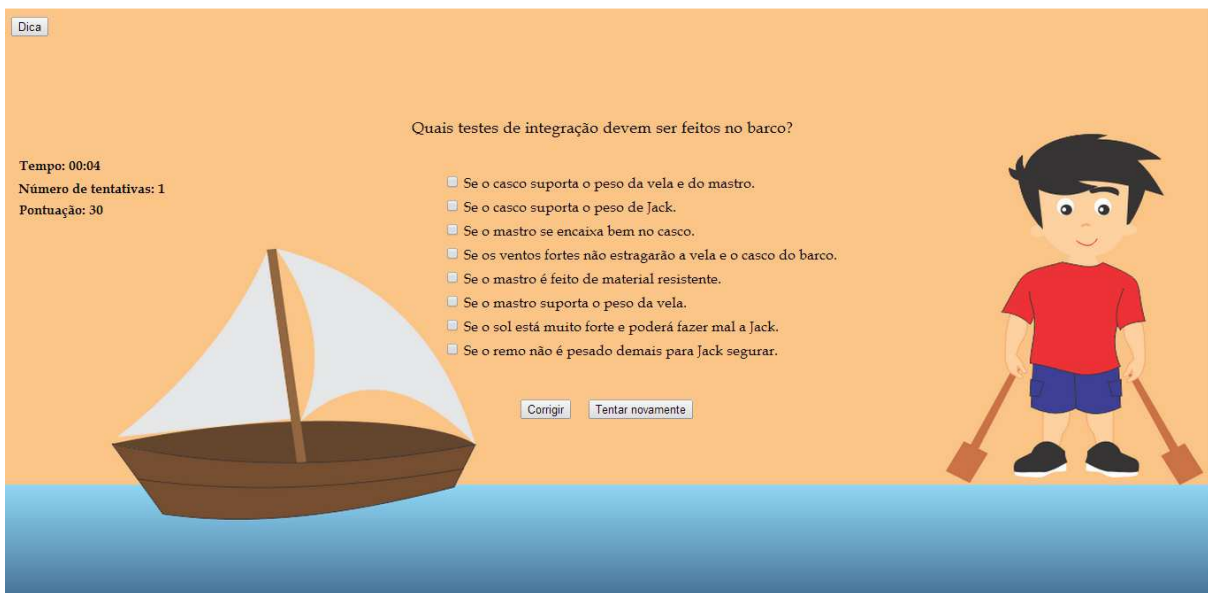 Dica
Quais testes de integração devem ser feitos no barco?
Tempo: 00:04
Número de tentativas: 1
Pontuação: 30
Se o casco suporta o peso da vela e do mastro.
Se o casco suporta o peso de Jack.
Se o mastro se encaixa bem no casco.
Se os ventos fortes não estragarão a vela e o casco do barco.
Se o mastro é feito de material resistente.
Se o mastro suporta o peso da vela.
Se o sol está muito forte e poderá fazer mal a Jack.
Se o remo não é pesado demais para Jack segurar.
Corrigir
Tentar novamente